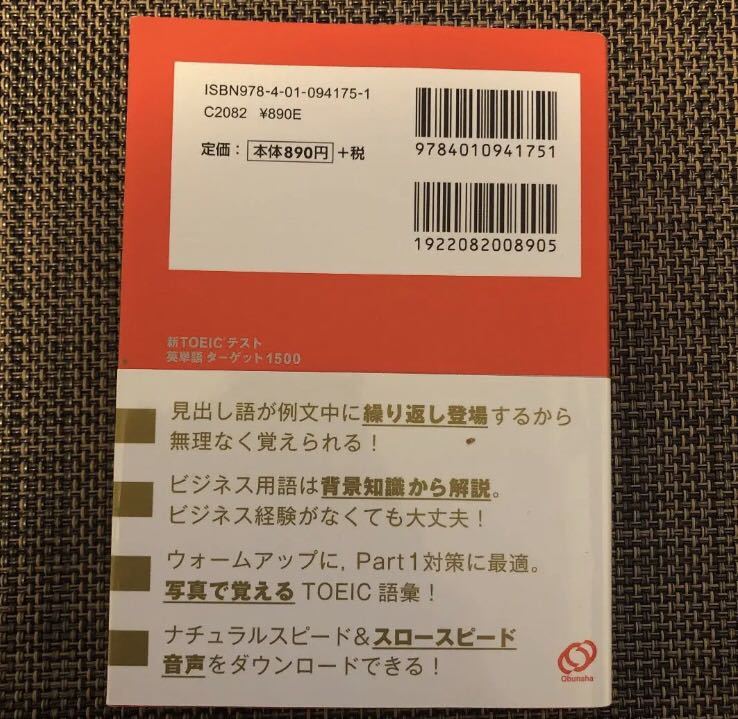 ISBN978-4-01-094175-1
C2082 ¥890E
定価：本体890円+税
9784010941751
1922082008905
新TOEIC®テスト
英単語 ターゲット1500
見出し語が例文中に繰り返し登場するから
無理なく覚えられる！
ビジネス用語は背景知識から解説。
ビジネス経験がなくても大丈夫！
ウォームアップに，Part1対策に最適。
写真で覚えるTOEIC語彙！
ナチュラルスピード&スロースピード
音声をダウンロードできる！
Obunsha